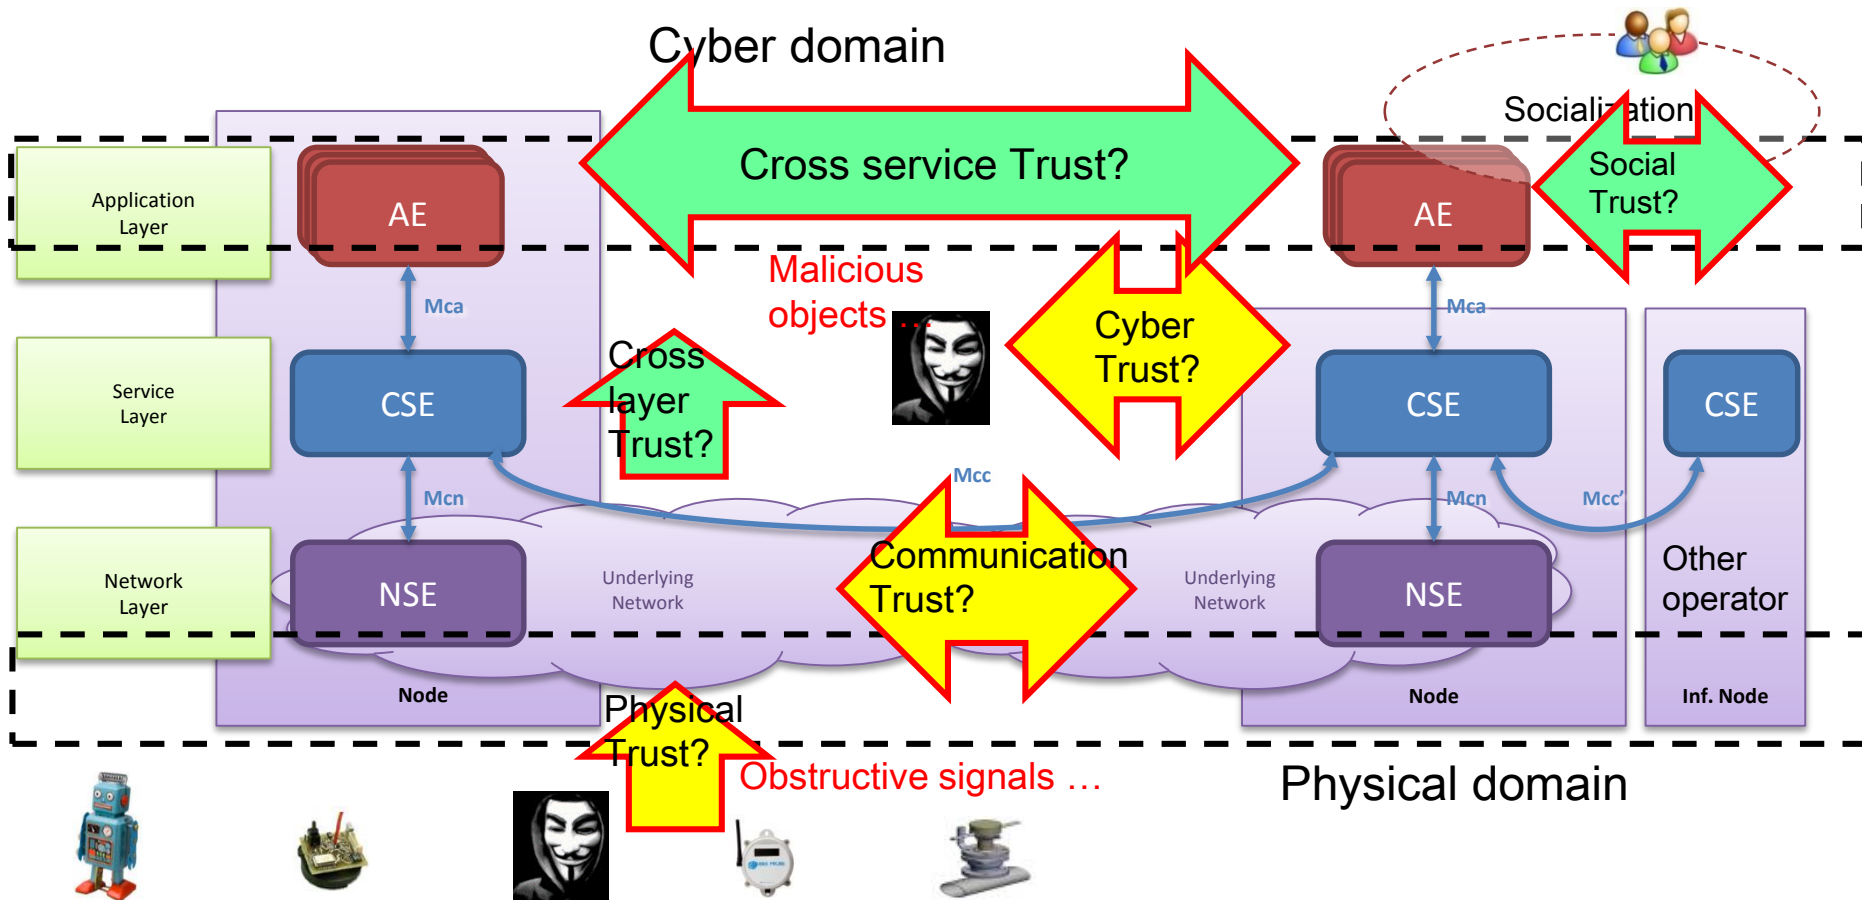 Cyber domain
Socialization
Application
Layer
AE
Cross service Trust?
AE
Social
Trust?
Malicious
objects ...
Mca
Mca
Cyber
Trust?
Cross
layer
Trust?
Service
Layer
CSE
CSE
CSE
Mcn
Mcc
Mcn
Mcc'
Communication
Trust?
Network
Layer
NSE
Underlying
Network
Underlying
Network
NSE
Other
operator
Node
Node
Inf. Node
Physical
Trust?
Obstructive signals ...
Physical domain